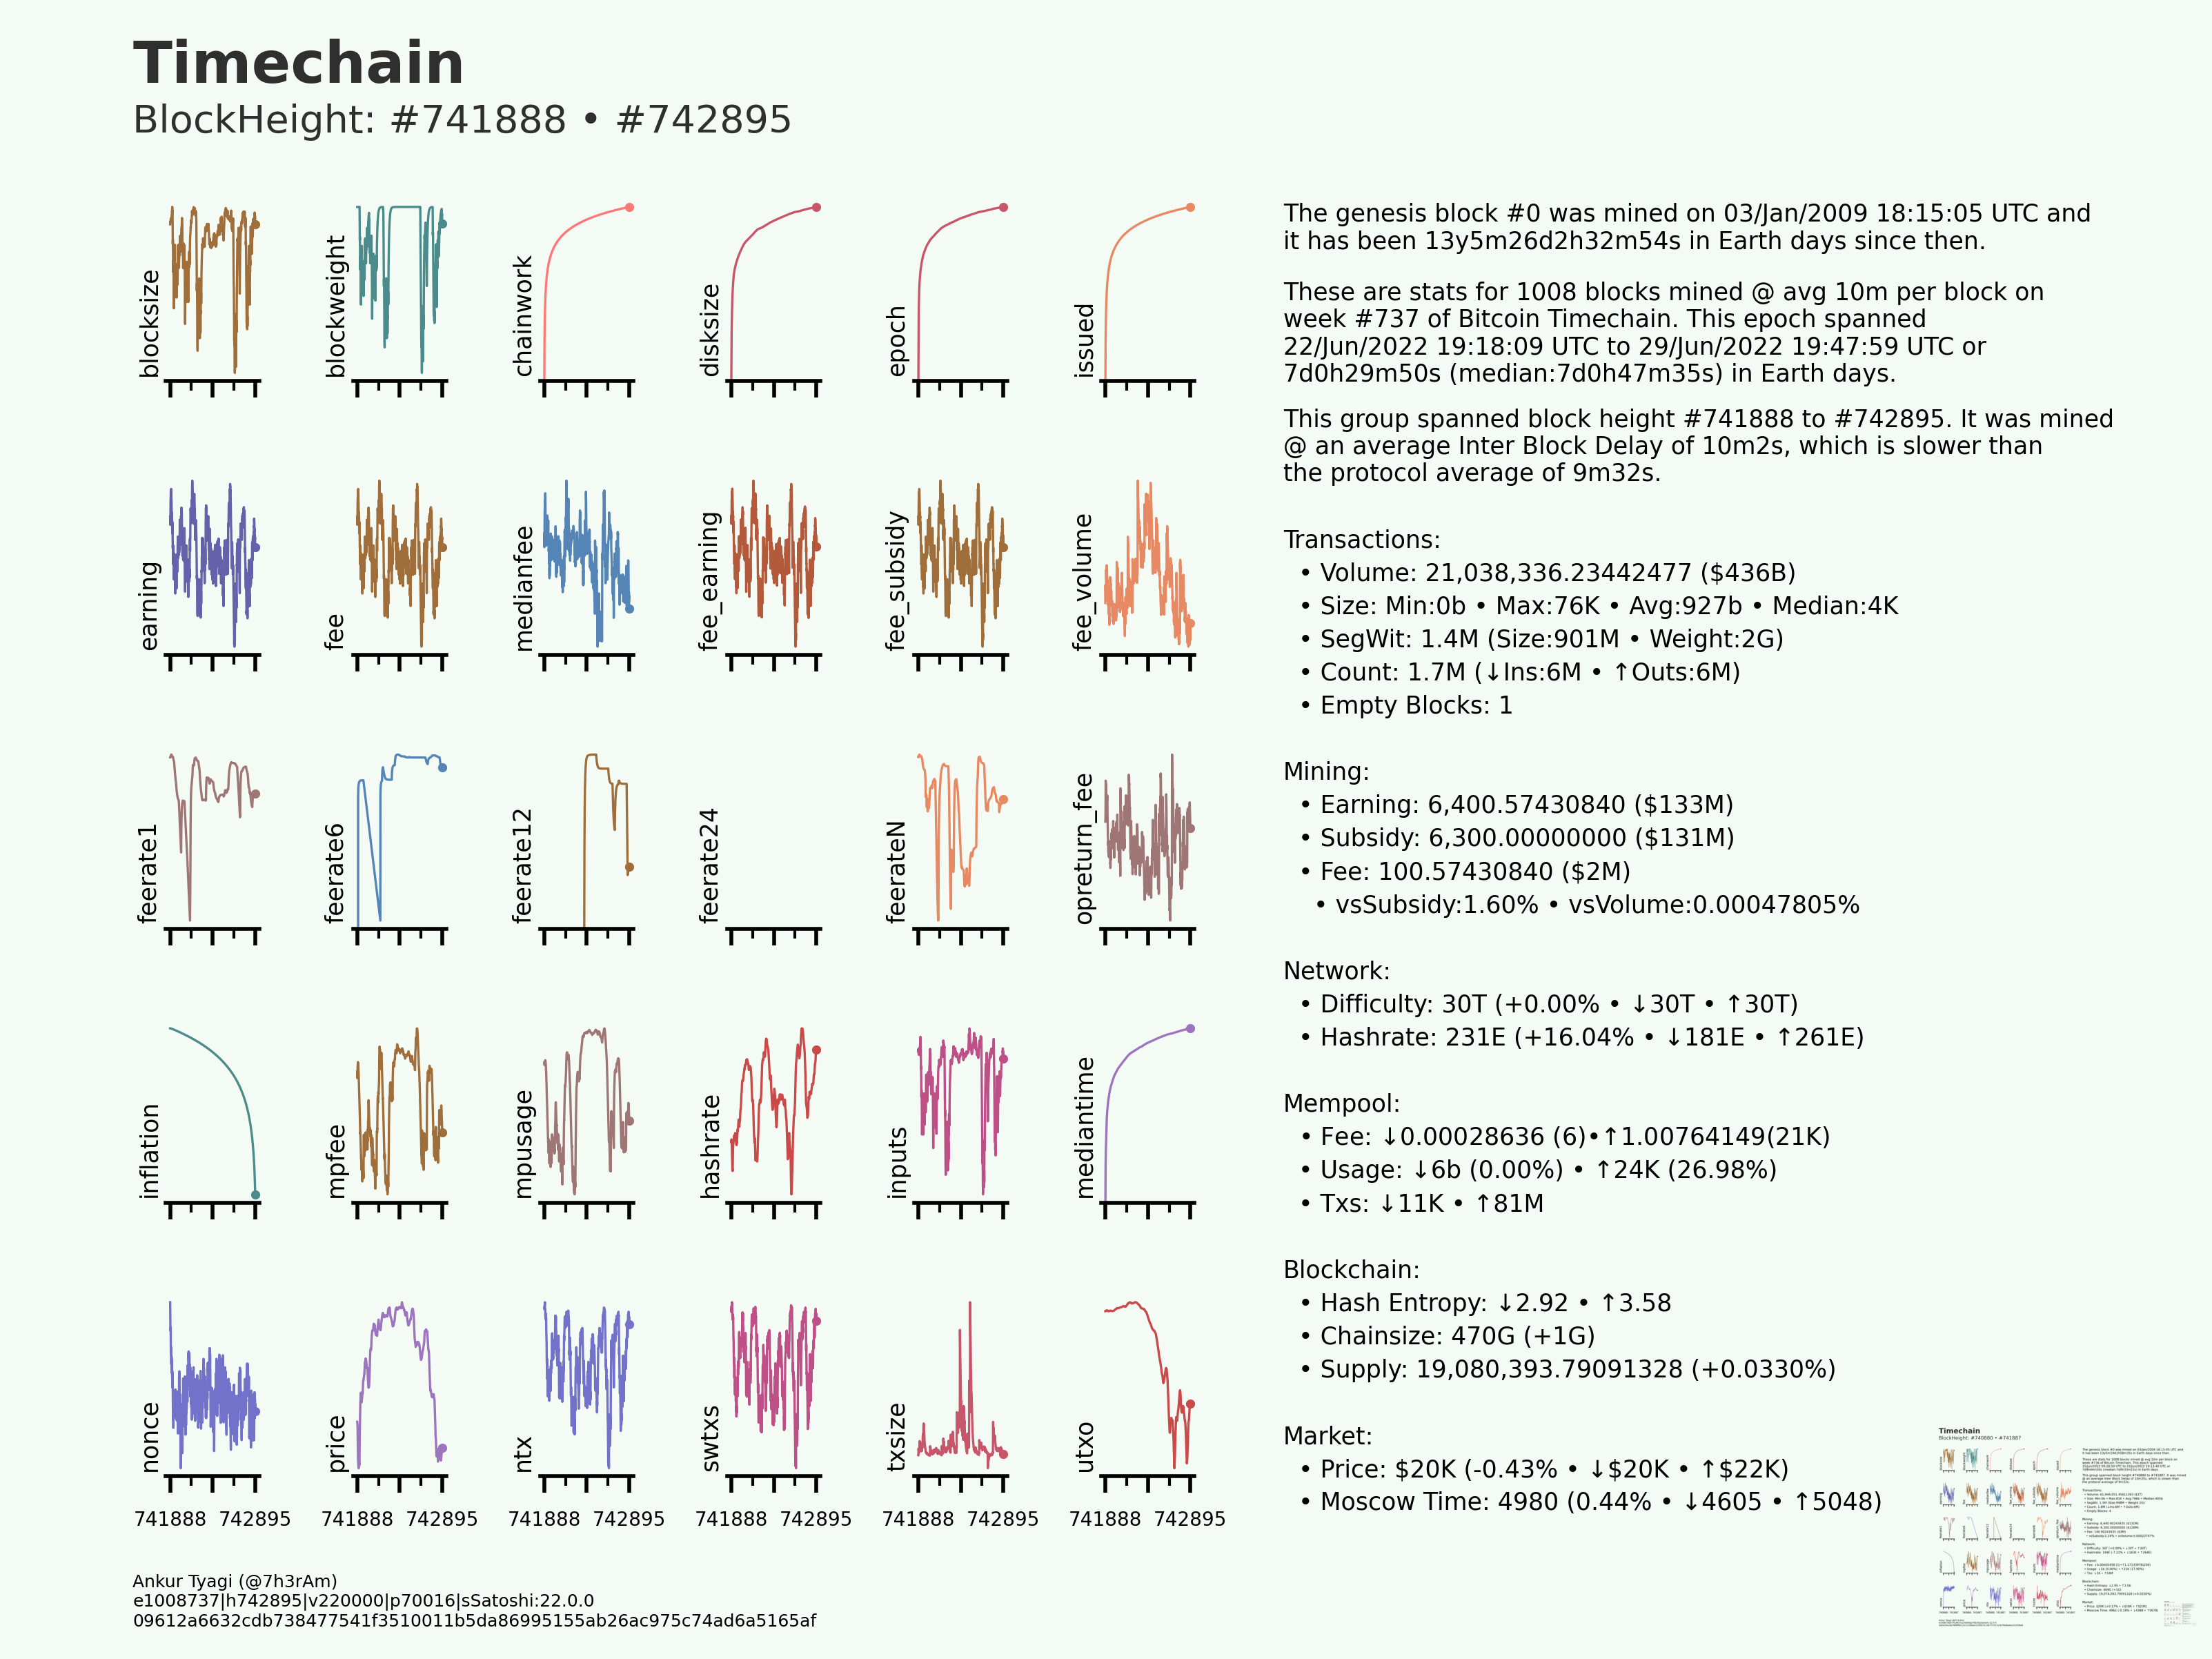 Timechain
BlockHeight: #741888 • #742895
blocksize
blockweight
chainwork
disksize
epoch
issued
earning
fee
medianfee
fee_earning
fee_subsidy
fee_volume
feerate1
feerate6
feerate12
feerate24
feerateN
opreturn_fee
inflation
mpfee
mpusage
hashrate
inputs
mediantime
nonce
price
ntx
swtxs
txsize
utxo
741888 742895 741888 742895 741888 742895 741888 742895 741888 742895 741888 742895
The genesis block #0 was mined on 03/Jan/2009 18:15:05 UTC and
it has been 13y5m26d2h32m54s in Earth days since then.
These are stats for 1008 blocks mined @ avg 10m per block on
week #737 of Bitcoin Timechain. This epoch spanned
22/Jun/2022 19:18:09 UTC to 29/Jun/2022 19:47:59 UTC or
7d0h29m50s (median:7d0h47m35s) in Earth days.
This group spanned block height #741888 to #742895. It was mined
@ an average Inter Block Delay of 10m2s, which is slower than
the protocol average of 9m32s.
Transactions:
• Volume: 21,038,336.23442477 ($436B)
• Size: Min:0b • Max:76K • Avg:927b • Median:4K
• SegWit: 1.4M (Size:901M • Weight:2G)
• Count: 1.7M (↓Ins:6M • ↑Outs:6M)
• Empty Blocks: 1
Mining:
• Earning: 6,400.57430840 ($133M)
• Subsidy: 6,300.00000000 ($131M)
• Fee: 100.57430840 ($2M)
• vsSubsidy:1.60% • vsVolume:0.00047805%
Network:
• Difficulty: 30T (+0.00% • ↓30T • ↑30T)
• Hashrate: 231E (+16.04% • ↓181E • ↑261E)
Mempool:
• Fee: ↓0.00028636 (6)•↑1.00764149(21K)
• Usage: ↓6b (0.00%) • ↑24K (26.98%)
• Txs: ↓11K • ↑81M
Blockchain:
• Hash Entropy: ↓2.92 • ↑3.58
• Chainsize: 470G (+1G)
• Supply: 19,080,393.79091328 (+0.0330%)
Market:
• Price: $20K (-0.43% • ↓$20K • ↑$22K)
• Moscow Time: 4980 (0.44% • ↓4605 • ↑5048)
Ankur Tyagi (@7h3rAm)
e1008737|h742895|v220000|p70016|sSatoshi:22.0.0
09612a6632cdb738477541f3510011b5da86995155ab26ac975c74ad6a5165af
Timechain
BlockHeight: #740880 • #741887